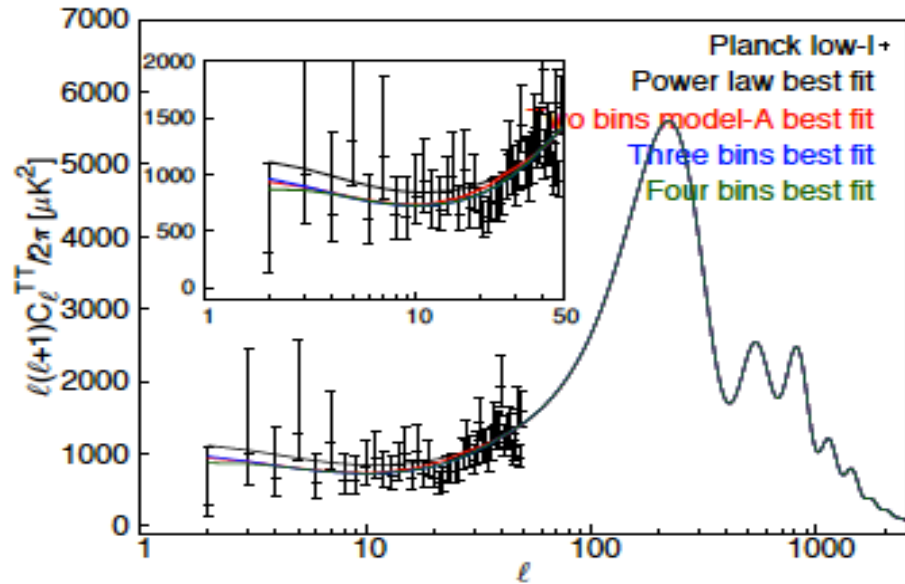 7000
6000
5000
4000
3000
2000
1000
0
ℓ(ℓ+1)C_ℓ^TT/2π [μK²]
1
10
100
1000
ℓ
Planck low-l
Power law best fit
Two bins model-A best fit
Three bins best fit
Four bins best fit
2000
1500
1000
500
0
1
10
50